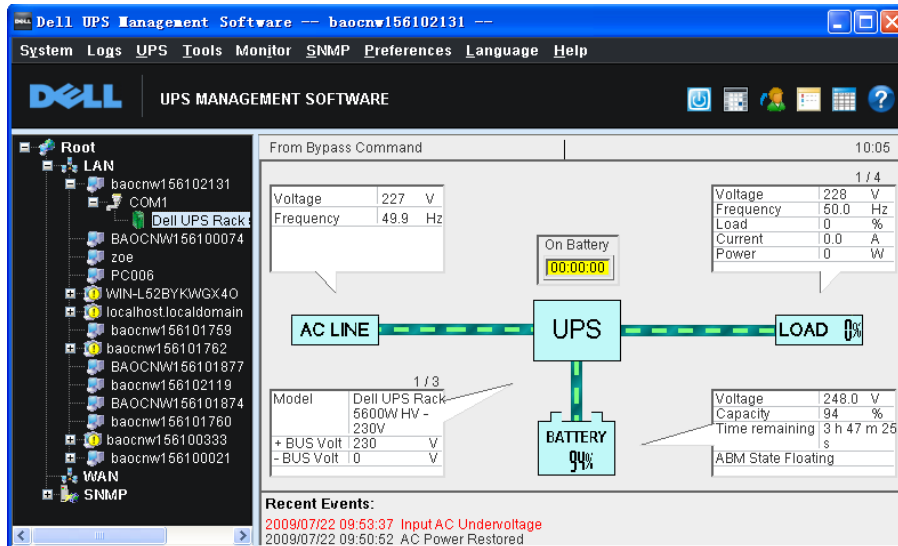 Dell UPS Management Software -- baocnw156102131 --
System Logs UPS Tools Monitor SNMP Preferences Language Help
DELL UPS MANAGEMENT SOFTWARE
Root
LAN
baocnw156102131
COM1
Dell UPS Rack
BAOCNW156100074
zoe
PC006
WIN-L52BYKWGX4O
localhost.localdomain
baocnw156101759
baocnw156101762
BAOCNW156101877
baocnw156102119
BAOCNW156101874
baocnw156101760
baocnw156100333
baocnw156100021
WAN
SNMP
From Bypass Command 10:05
Voltage 227 V
Frequency 49.9 Hz
1 / 4
Voltage 228 V
Frequency 50.0 Hz
Load 0 %
Current 0.0 A
Power 0 W
On Battery
00:00:00
AC LINE
UPS
LOAD 0%
1 / 3
Model Dell UPS Rack
5600W HV -
230V
+ BUS Volt 230 V
- BUS Volt 0 V
BATTERY
94%
Voltage 248.0 V
Capacity 94 %
Time remaining 3 h 47 m 25
s
ABM State Floating
Recent Events:
2009/07/22 09:53:37 Input AC Undervoltage
2009/07/22 09:50:52 AC Power Restored